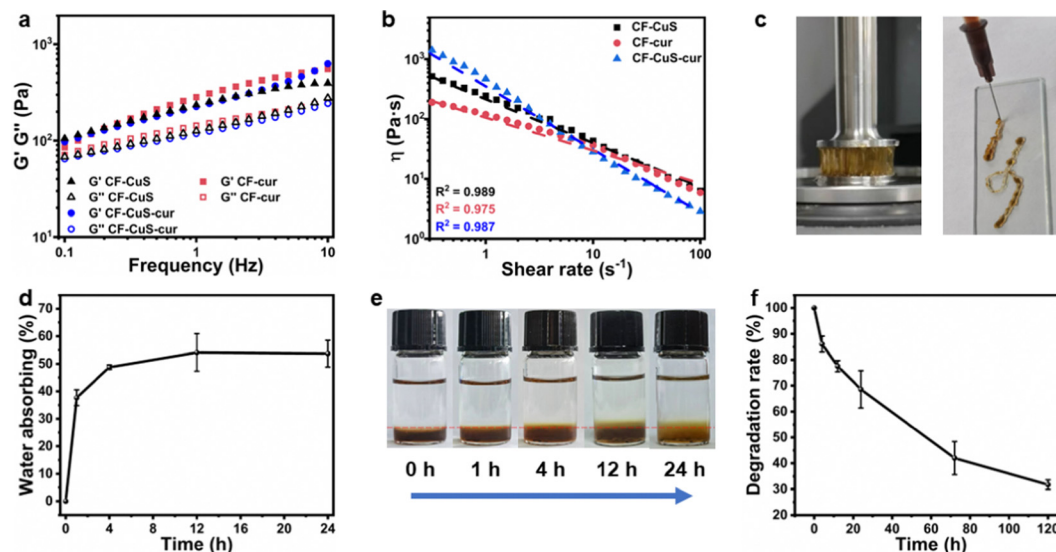 a
G' G" (Pa)
10³
10²
10¹
G' CF-CuS
G' CF-cur
G" CF-CuS
G" CF-cur
G' CF-CuS-cur
G" CF-CuS-cur
0.1
1
10
Frequency (Hz)
b
η (Pa·s)
10³
10²
10¹
10⁰
CF-CuS
CF-cur
CF-CuS-cur
R² = 0.989
R² = 0.975
R² = 0.987
1
10
100
Shear rate (s⁻¹)
c
d
Water absorbing (%)
70
60
50
40
30
20
10
0
0 4 8 12 16 20 24
Time (h)
e
0 h 1 h 4 h 12 h 24 h
f
Degradation rate (%)
100
90
80
70
60
50
40
30
20
0 20 40 60 80 100 120
Time (h)